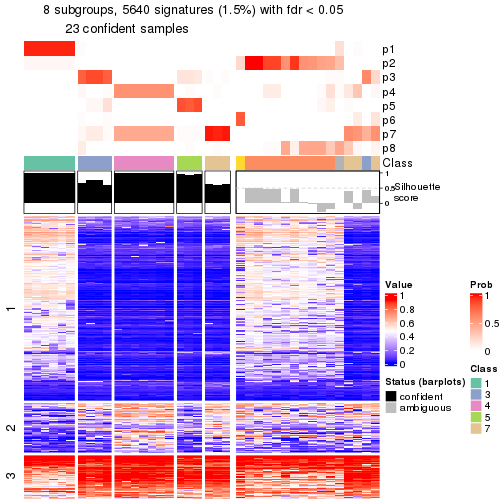 8 subgroups, 5640 signatures (1.5%) with fdr < 0.05
23 confident samples
p1
p2
p3
p4
p5
p6
p7
p8
Class
1
0.5
0
Silhouette
score
1
2
3
Value
1
0.8
0.6
0.4
0.2
0
Prob
1
0.5
0
Status (barplots)
confident
ambiguous
Class
1
3
4
5
7